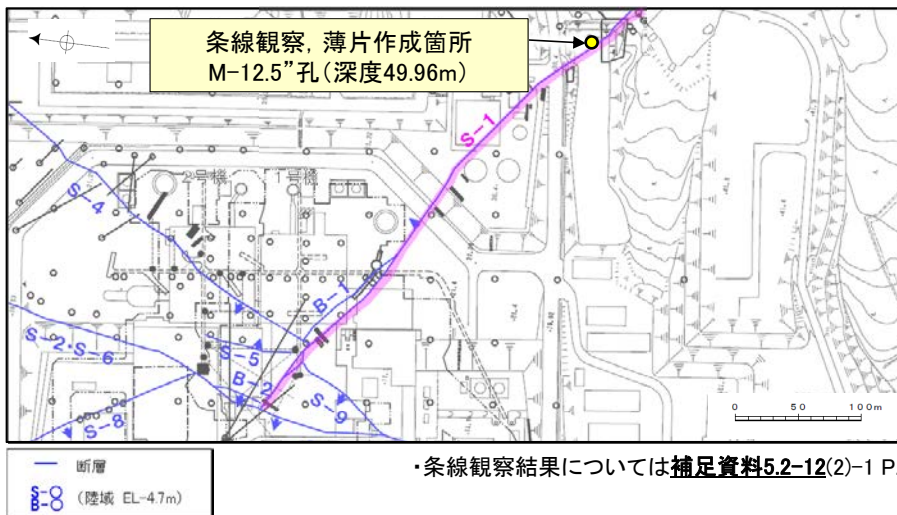 条線観察，薄片作成箇所
M-12.5”孔（深度49.96m）
S-1
S-4
2号機
1号機
B-1
S-2・S-6
S-5
B-2
S-9
S-8
0 50 100m
断層
S-○
B-○
(陸域 EL-4.7m)
・条線観察結果については補足資料5.2-12(2)-1 P.